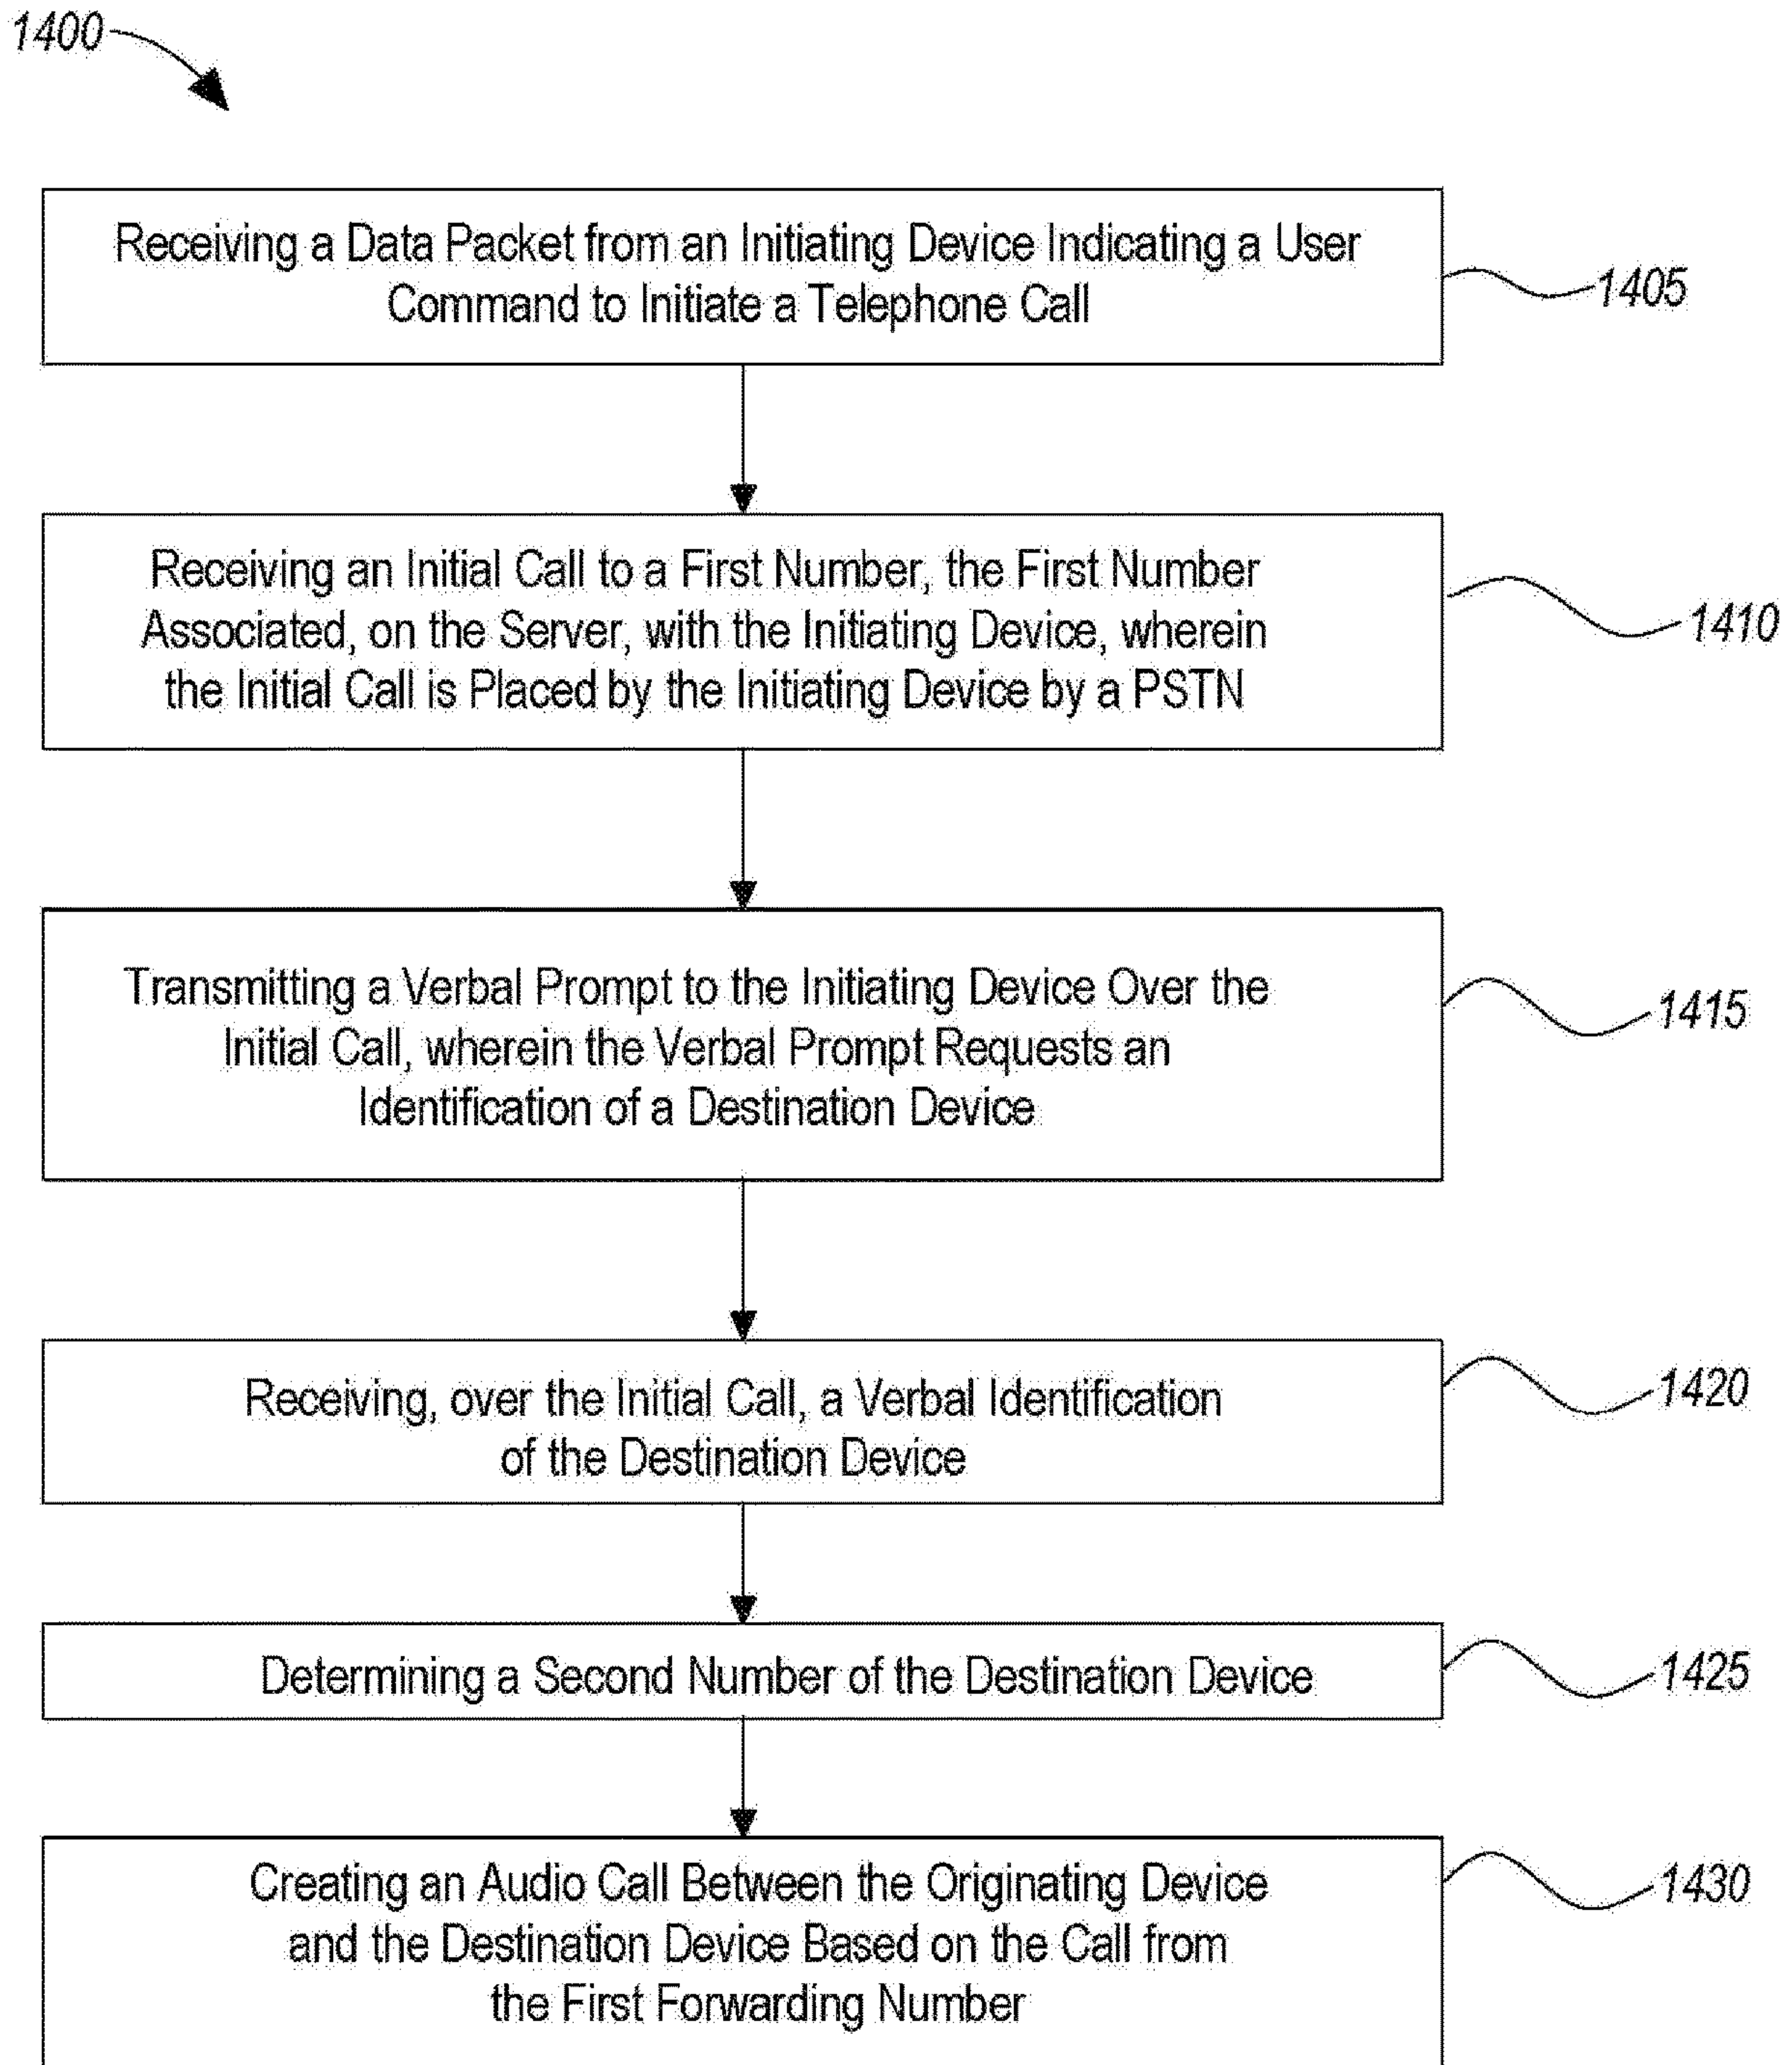 1400
Receiving a Data Packet from an Initiating Device Indicating a User
Command to Initiate a Telephone Call
1405
Receiving an Initial Call to a First Number, the First Number
Associated, on the Server, with the Initiating Device, wherein
the Initial Call is Placed by the Initiating Device by a PSTN
1410
Transmitting a Verbal Prompt to the Initiating Device Over the
Initial Call, wherein the Verbal Prompt Requests an
Identification of a Destination Device
1415
Receiving, over the Initial Call, a Verbal Identification
of the Destination Device
1420
Determining a Second Number of the Destination Device
1425
Creating an Audio Call Between the Originating Device
and the Destination Device Based on the Call from
the First Forwarding Number
1430